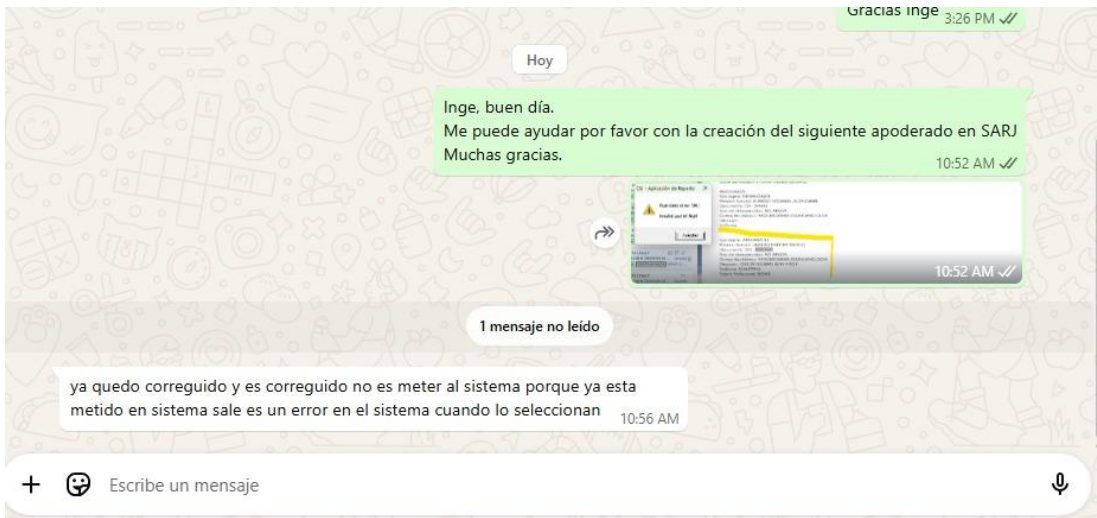 Gracias Inge 3:26 PM
Hoy
Inge, buen día.
Me puede ayudar por favor con la creación del siguiente apoderado en SARJ
Muchas gracias.
10:52 AM
Aceptar
10:52 AM
1 mensaje no leído
ya quedo correguido y es correguido no es meter al sistema porque ya esta
metido en sistema sale es un error en el sistema cuando lo seleccionan 10:56 AM
Escribe un mensaje